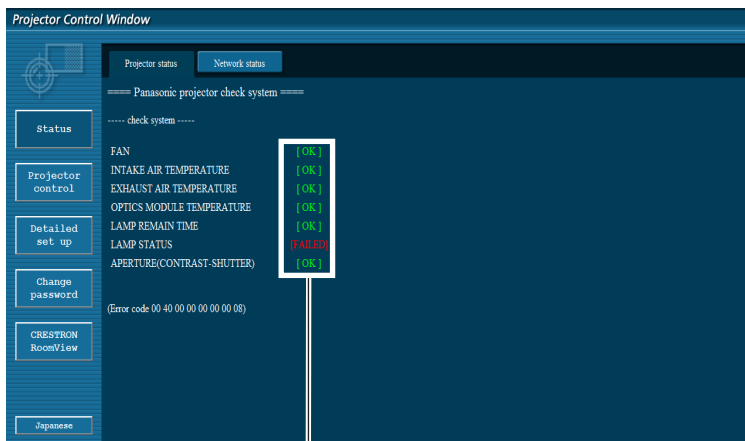 Projector Control Window
Projector status
Network status
==== Panasonic projector check system ====
----- check system -----
FAN [ OK ]
INTAKE AIR TEMPERATURE [ OK ]
EXHAUST AIR TEMPERATURE [ OK ]
OPTICS MODULE TEMPERATURE [ OK ]
LAMP REMAIN TIME [ OK ]
LAMP STATUS [FAILED]
APERTURE(CONTRAST-SHUTTER) [ OK ]
(Error code 00 40 00 00 00 00 00 08)
Status
Projector
control
Detailed
set up
Change
password
CRESTRON
RoomView
Japanese